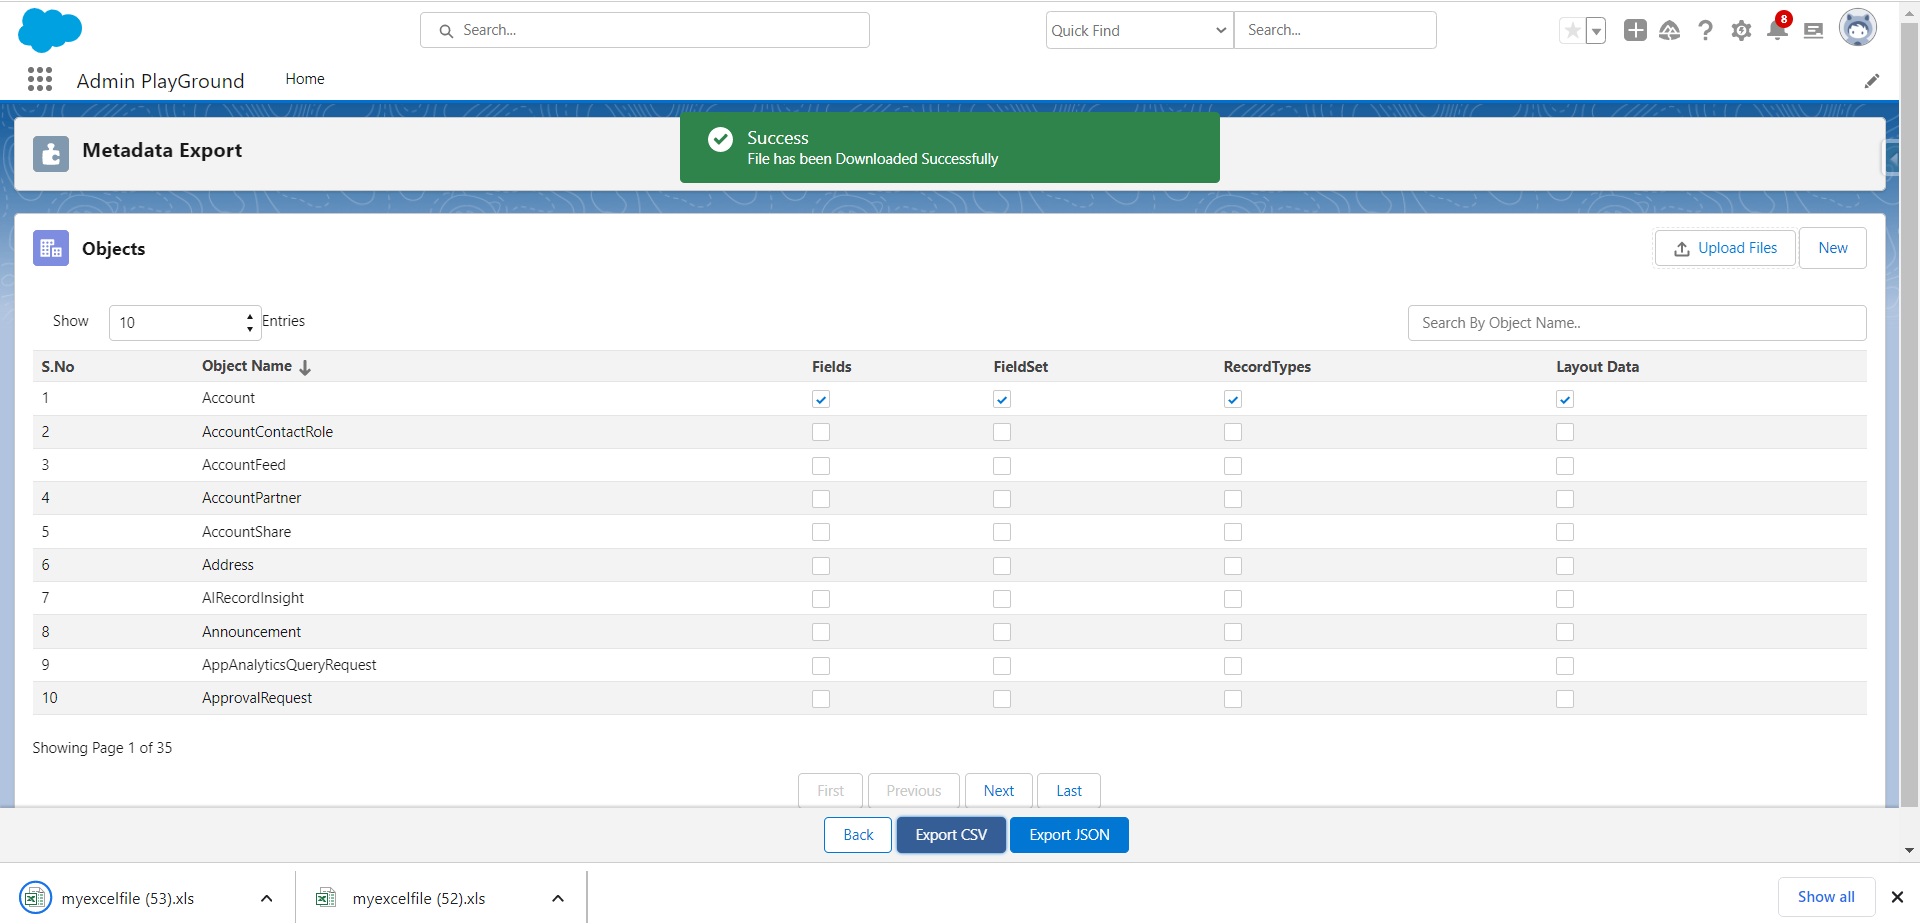 Search...
Quick Find
Search...
8
Admin PlayGround
Home
Metadata Export
Success
File has been Downloaded Successfully
Objects
Upload Files
New
Show 10 Entries
Search By Object Name..
S.No Object Name Fields FieldSet RecordTypes Layout Data
1 Account
2 AccountContactRole
3 AccountFeed
4 AccountPartner
5 AccountShare
6 Address
7 AIRecordInsight
8 Announcement
9 AppAnalyticsQueryRequest
10 ApprovalRequest
Showing Page 1 of 35
First Previous Next Last
Back Export CSV Export JSON
myexcelfile (53).xls
myexcelfile (52).xls
Show all